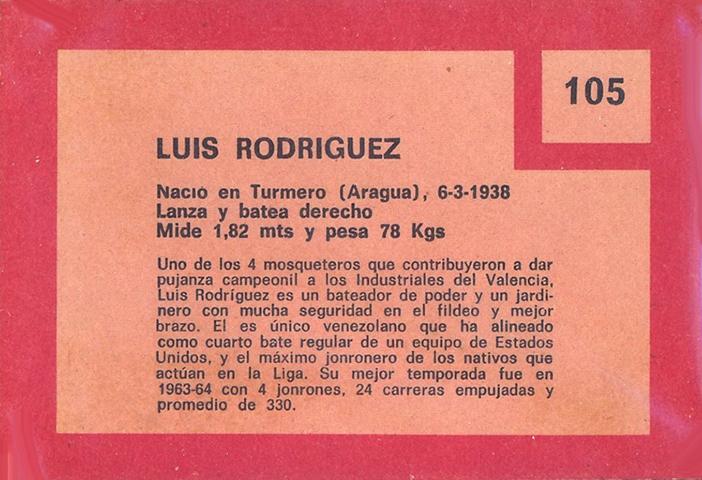 105
LUIS RODRIGUEZ
Nació en Turmero (Aragua), 6-3-1938
Lanza y batea derecho
Mide 1,82 mts y pesa 78 Kgs
Uno de los 4 mosqueteros que contribuyeron a dar
pujanza campeonil a los Industriales del Valencia,
Luis Rodríguez es un bateador de poder y un jardi-
nero con mucha seguridad en el fildeo y mejor
brazo. El es único venezolano que ha alineado
como cuarto bate regular de un equipo de Estados
Unidos, y el máximo jonronero de los nativos que
actúan en la Liga. Su mejor temporada fue en
1963-64 con 4 jonrones, 24 carreras empujadas y
promedio de 330.